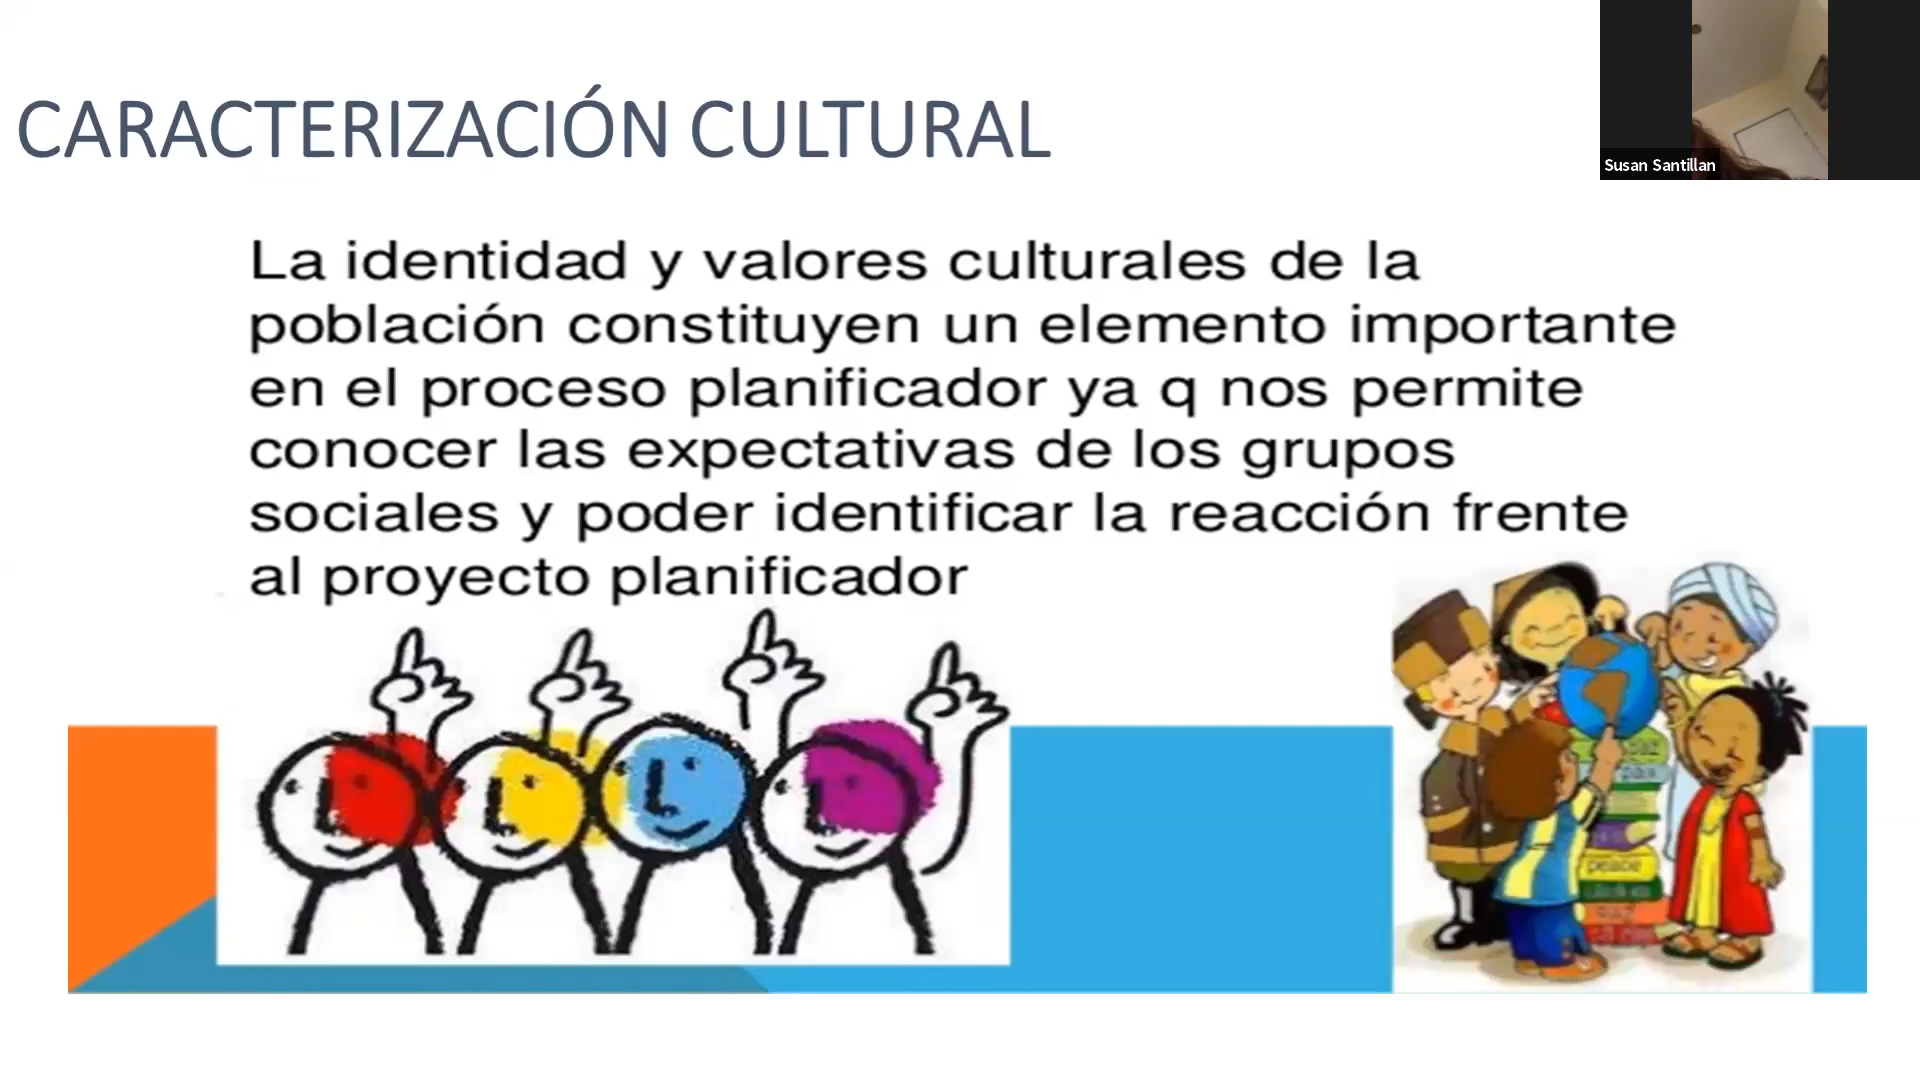 CARACTERIZACIÓN CULTURAL
Susan Santillan
La identidad y valores culturales de la
población constituyen un elemento importante
en el proceso planificador ya q nos permite
conocer las expectativas de los grupos
sociales y poder identificar la reacción frente
al proyecto planificador
peace